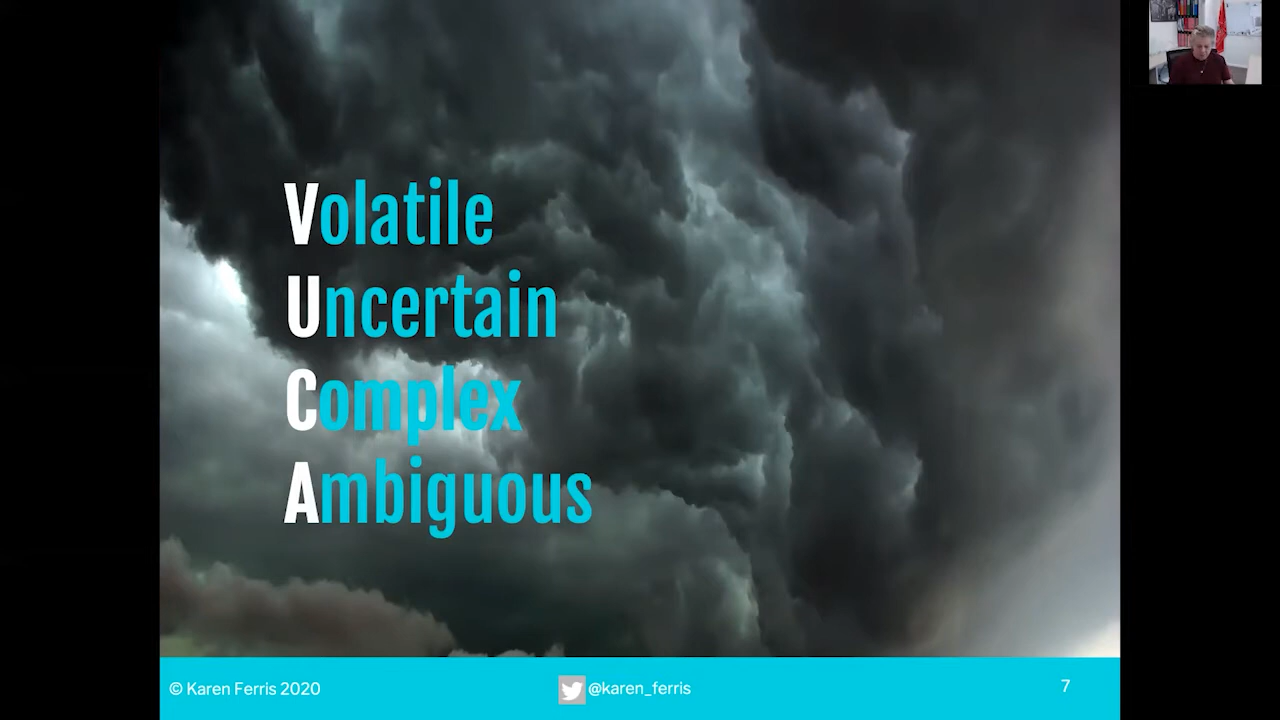 Volatile
Uncertain
Complex
Ambiguous
© Karen Ferris 2020
@karen_ferris
7